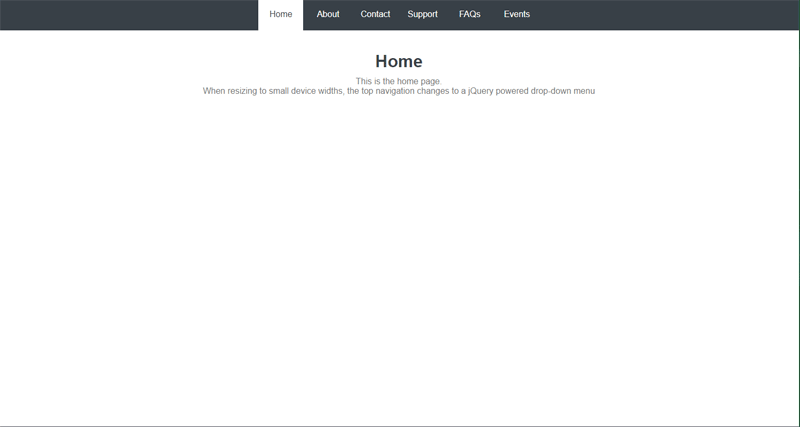 Home About Contact Support FAQs Events
Home
This is the home page.
When resizing to small device widths, the top navigation changes to a jQuery powered drop-down menu